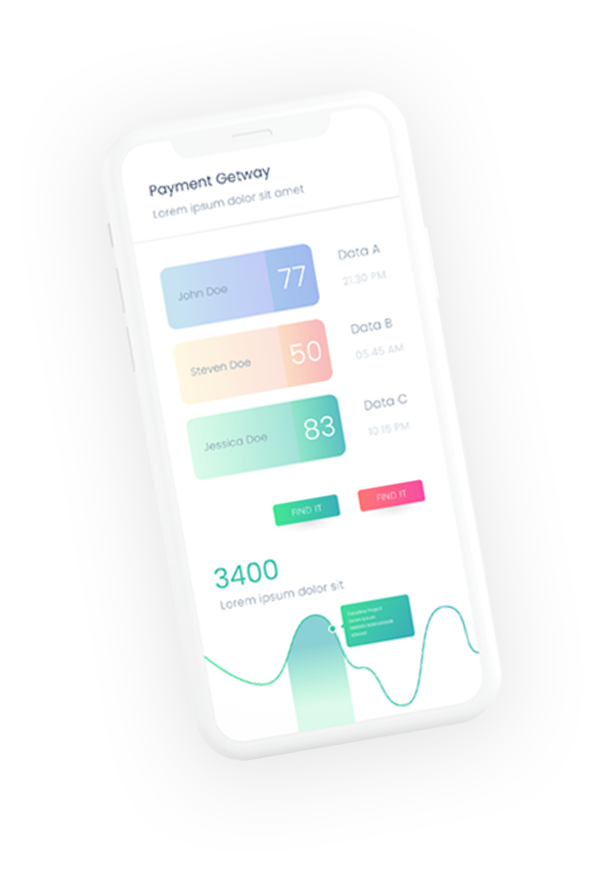 Payment Getway
Lorem ipsum dolor sit amet
John Doe 77
Data A
21.30 PM
Steven Doe 50
Data B
05.45 AM
Jessica Doe 83
Data C
10.15 PM
FIND IT
FIND IT
3400
Lorem ipsum dolor sit